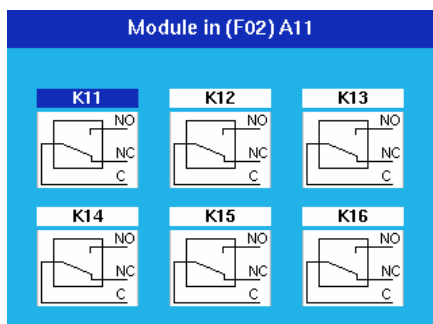 Module in (F02) A11
K11 K12 K13
NO NO NO
NC NC NC
C C C
K14 K15 K16
NO NO NO
NC NC NC
C C C